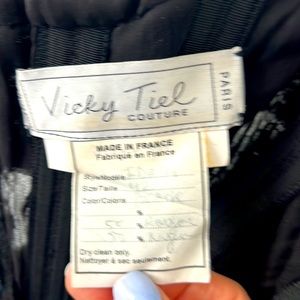 Vicky Tiel
COUTURE
PARIS
MADE IN FRANCE
Fabriqué en France
Style/Modèle
Size/Taille
Color/Coloris
%
%
%
Dry clean only.
Nettoyer à sec seulement.